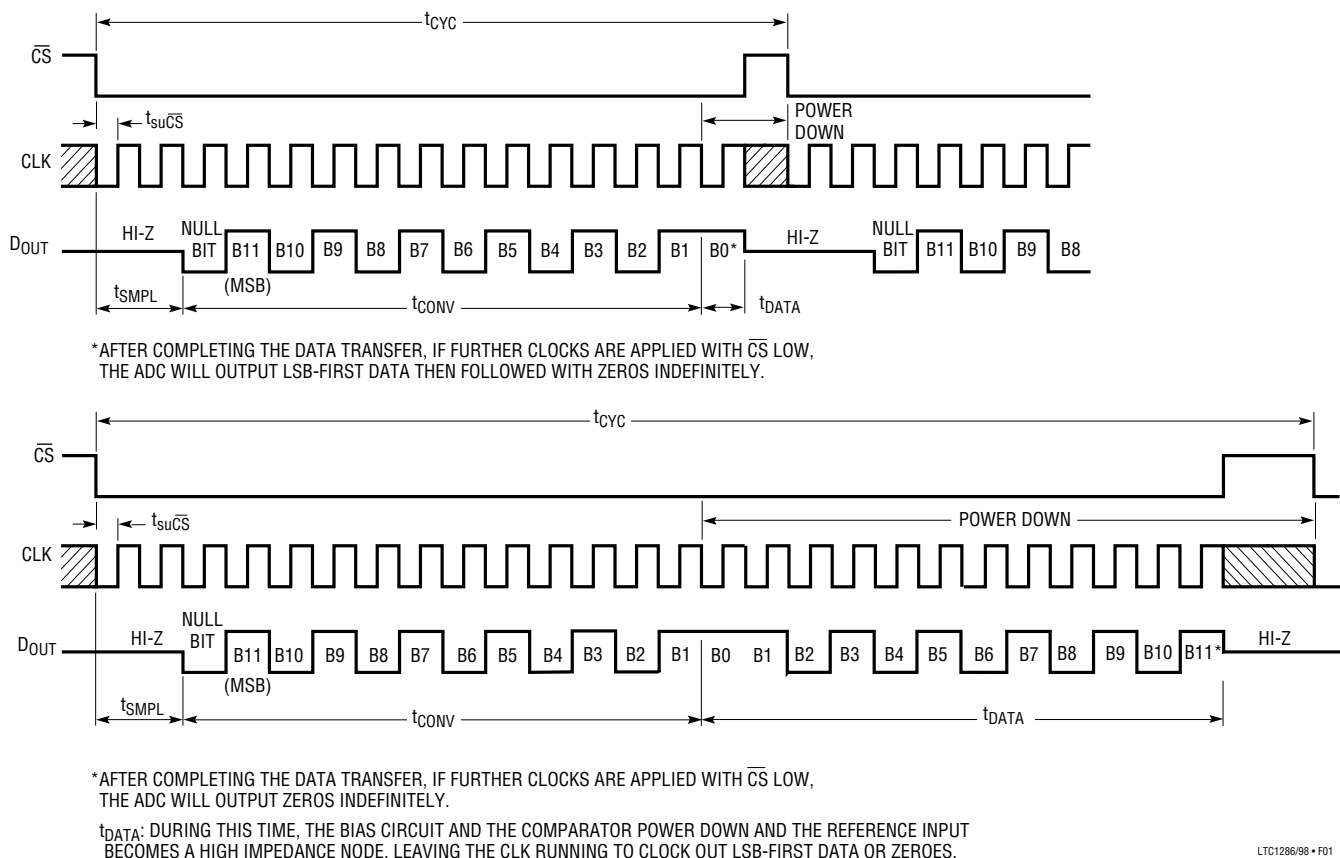 tCYC
CS
POWER
DOWN
tsuCS
CLK
DOUT HI-Z NULL BIT B11 B10 B9 B8 B7 B6 B5 B4 B3 B2 B1 B0* HI-Z NULL BIT B11 B10 B9 B8
(MSB)
tSMPL tCONV tDATA
*AFTER COMPLETING THE DATA TRANSFER, IF FURTHER CLOCKS ARE APPLIED WITH CS LOW,
THE ADC WILL OUTPUT LSB-FIRST DATA THEN FOLLOWED WITH ZEROS INDEFINITELY.
tCYC
CS
tsuCS POWER DOWN
CLK
DOUT HI-Z NULL BIT B11 B10 B9 B8 B7 B6 B5 B4 B3 B2 B1 B0 B1 B2 B3 B4 B5 B6 B7 B8 B9 B10 B11* HI-Z
(MSB)
tSMPL tCONV tDATA
*AFTER COMPLETING THE DATA TRANSFER, IF FURTHER CLOCKS ARE APPLIED WITH CS LOW,
THE ADC WILL OUTPUT ZEROS INDEFINITELY.
tDATA: DURING THIS TIME, THE BIAS CIRCUIT AND THE COMPARATOR POWER DOWN AND THE REFERENCE INPUT
BECOMES A HIGH IMPEDANCE NODE, LEAVING THE CLK RUNNING TO CLOCK OUT LSB-FIRST DATA OR ZEROES.
LTC1286/98 • F01